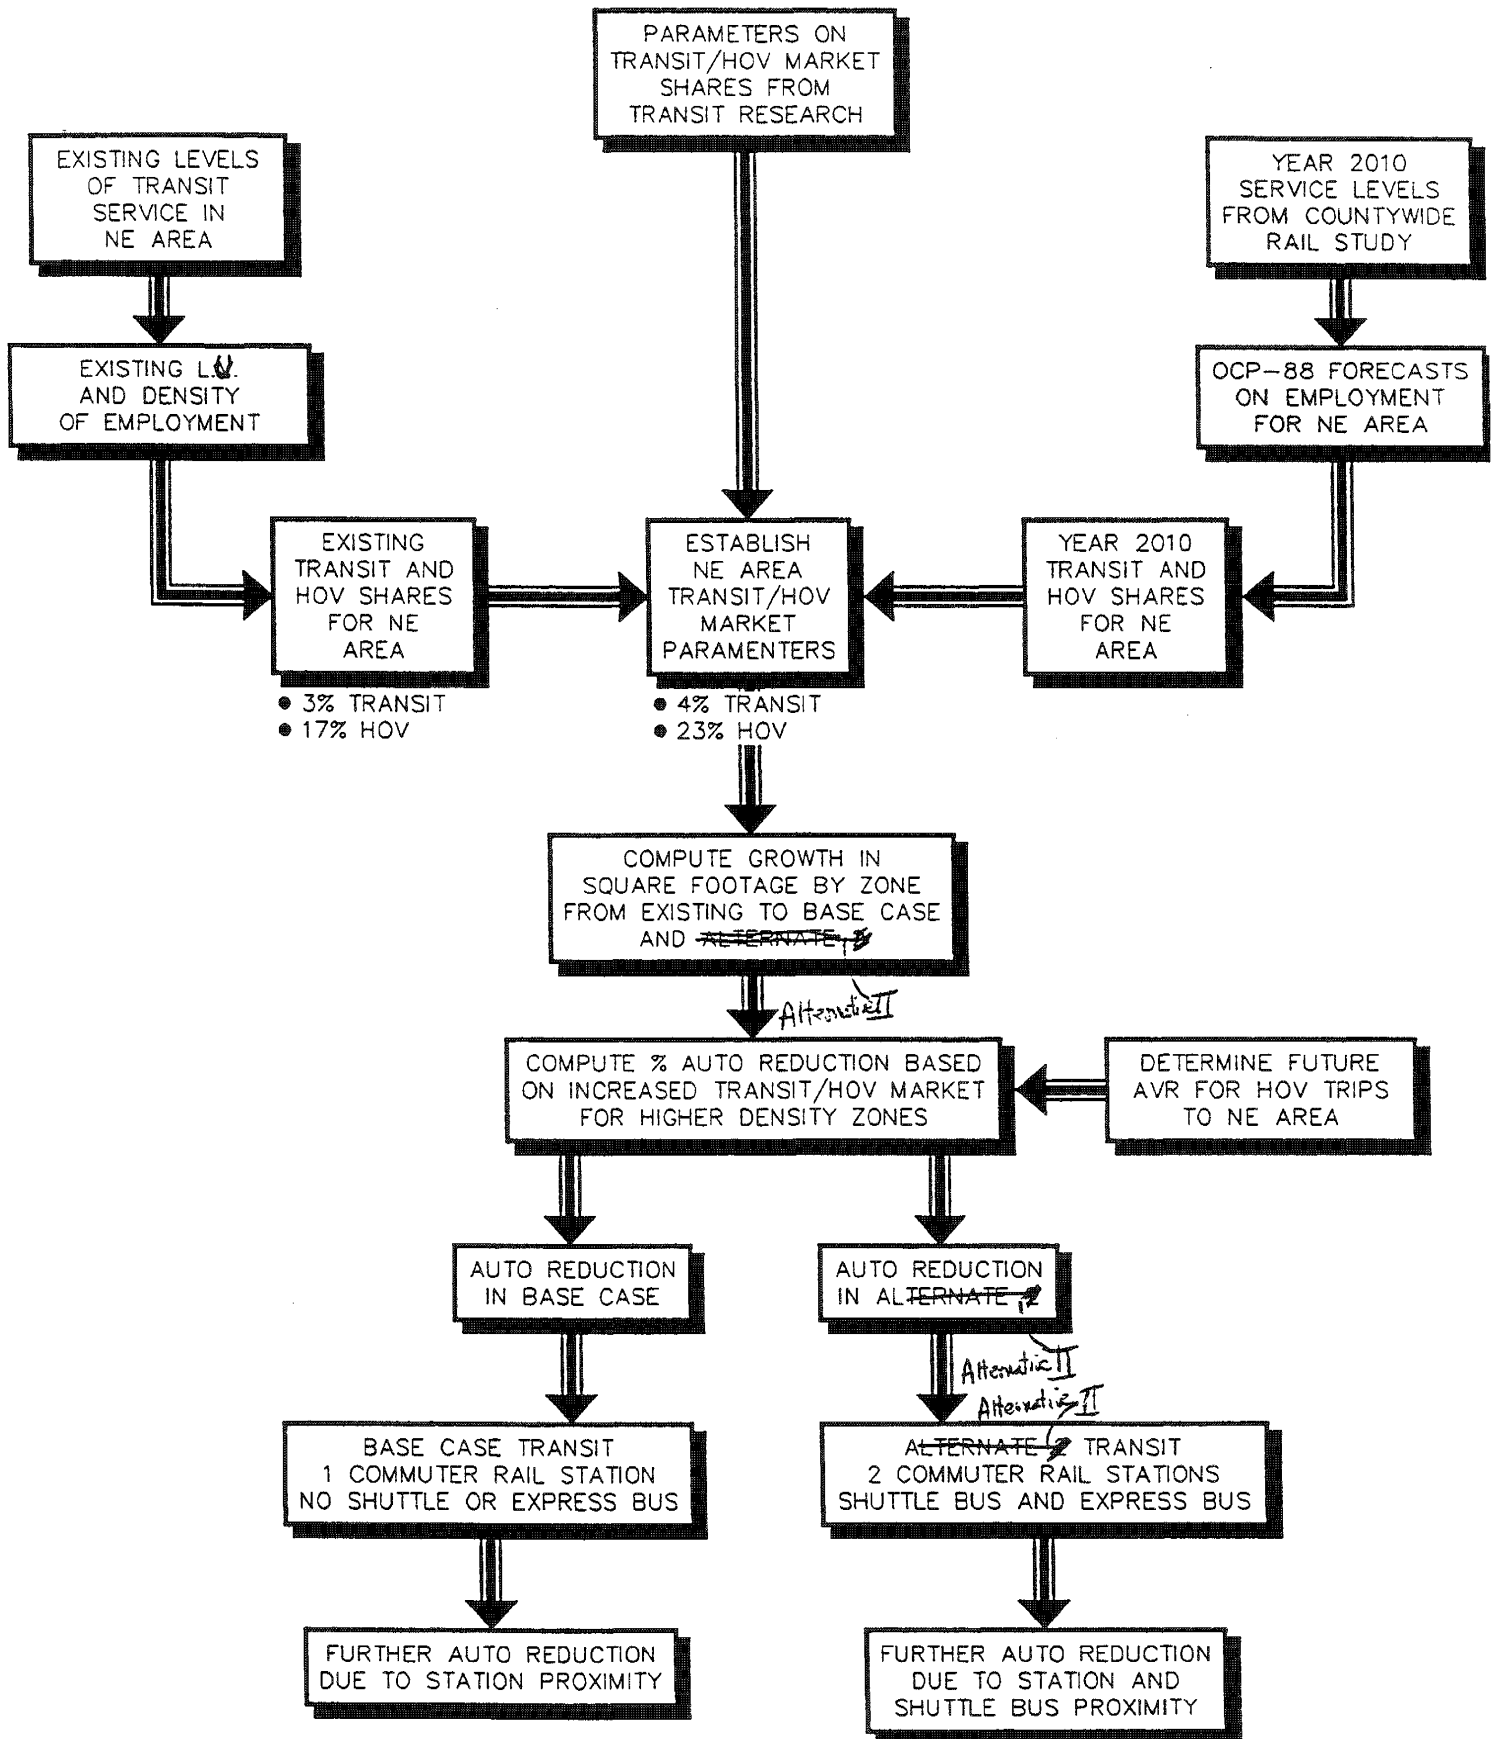 PARAMETERS ON
TRANSIT/HOV MARKET
SHARES FROM
TRANSIT RESEARCH
EXISTING LEVELS
OF TRANSIT
SERVICE IN
NE AREA
YEAR 2010
SERVICE LEVELS
FROM COUNTYWIDE
RAIL STUDY
EXISTING L.U.
AND DENSITY
OF EMPLOYMENT
OCP-88 FORECASTS
ON EMPLOYMENT
FOR NE AREA
EXISTING
TRANSIT AND
HOV SHARES
FOR NE
AREA
• 3% TRANSIT
• 17% HOV
ESTABLISH
NE AREA
TRANSIT/HOV
MARKET
PARAMENTERS
• 4% TRANSIT
• 23% HOV
YEAR 2010
TRANSIT AND
HOV SHARES
FOR NE
AREA
COMPUTE GROWTH IN
SQUARE FOOTAGE BY ZONE
FROM EXISTING TO BASE CASE
AND ALTERNATE
Alternative II
COMPUTE % AUTO REDUCTION BASED
ON INCREASED TRANSIT/HOV MARKET
FOR HIGHER DENSITY ZONES
DETERMINE FUTURE
AVR FOR HOV TRIPS
TO NE AREA
AUTO REDUCTION
IN BASE CASE
AUTO REDUCTION
IN ALTERNATE
Alternative II
Alternative II
BASE CASE TRANSIT
1 COMMUTER RAIL STATION
NO SHUTTLE OR EXPRESS BUS
ALTERNATE 2 TRANSIT
2 COMMUTER RAIL STATIONS
SHUTTLE BUS AND EXPRESS BUS
FURTHER AUTO REDUCTION
DUE TO STATION PROXIMITY
FURTHER AUTO REDUCTION
DUE TO STATION AND
SHUTTLE BUS PROXIMITY